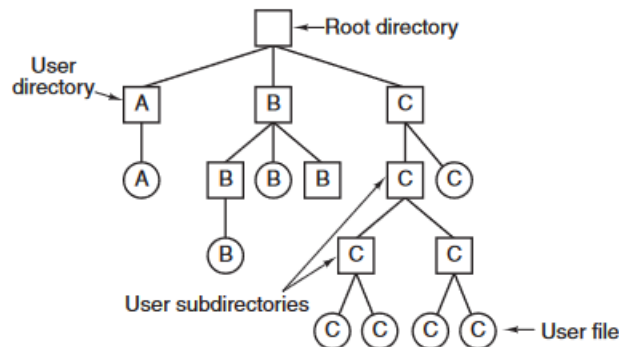 Root directory
User
directory
A B C
A B B B C C
B C C
User subdirectories
C C C C
User file